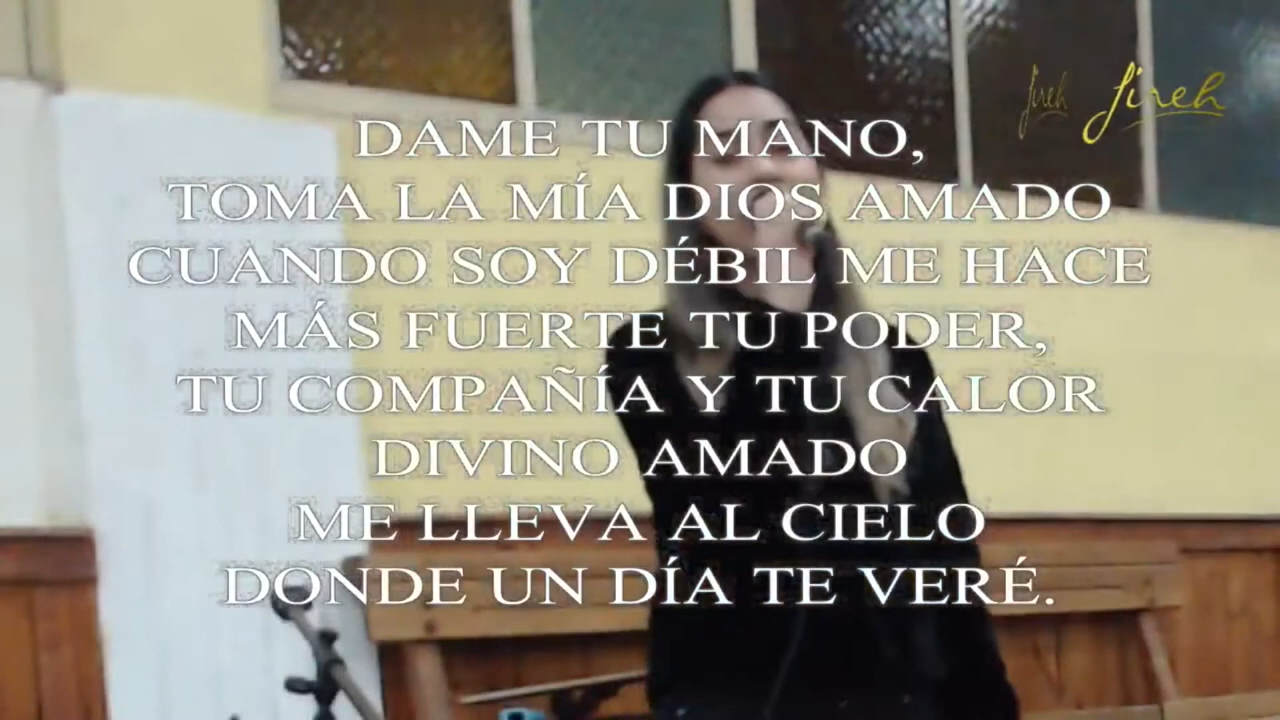 Jireh Jireh
DAME TU MANO,
TOMA LA MÍA DIOS AMADO
CUANDO SOY DÉBIL ME HACE
MÁS FUERTE TU PODER,
TU COMPAÑÍA Y TU CALOR
DIVINO AMADO
ME LLEVA AL CIELO
DONDE UN DÍA TE VERÉ.